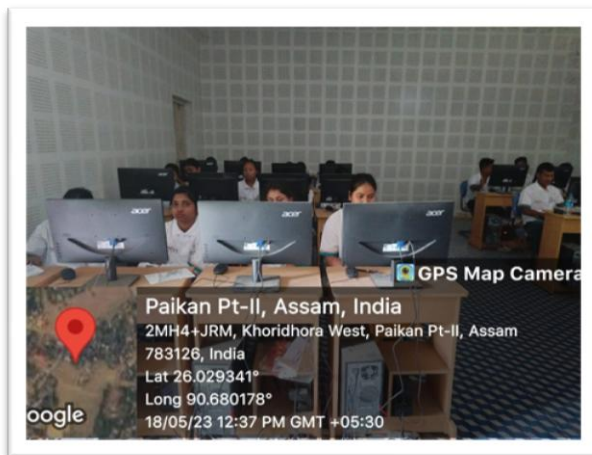 acer
acer
acer
GPS Map Camera
Paikan Pt-II, Assam, India
2MH4+JRM, Khoridhora West, Paikan Pt-II, Assam
783126, India
Lat 26.029341°
Long 90.680178°
18/05/23 12:37 PM GMT +05:30
oogle